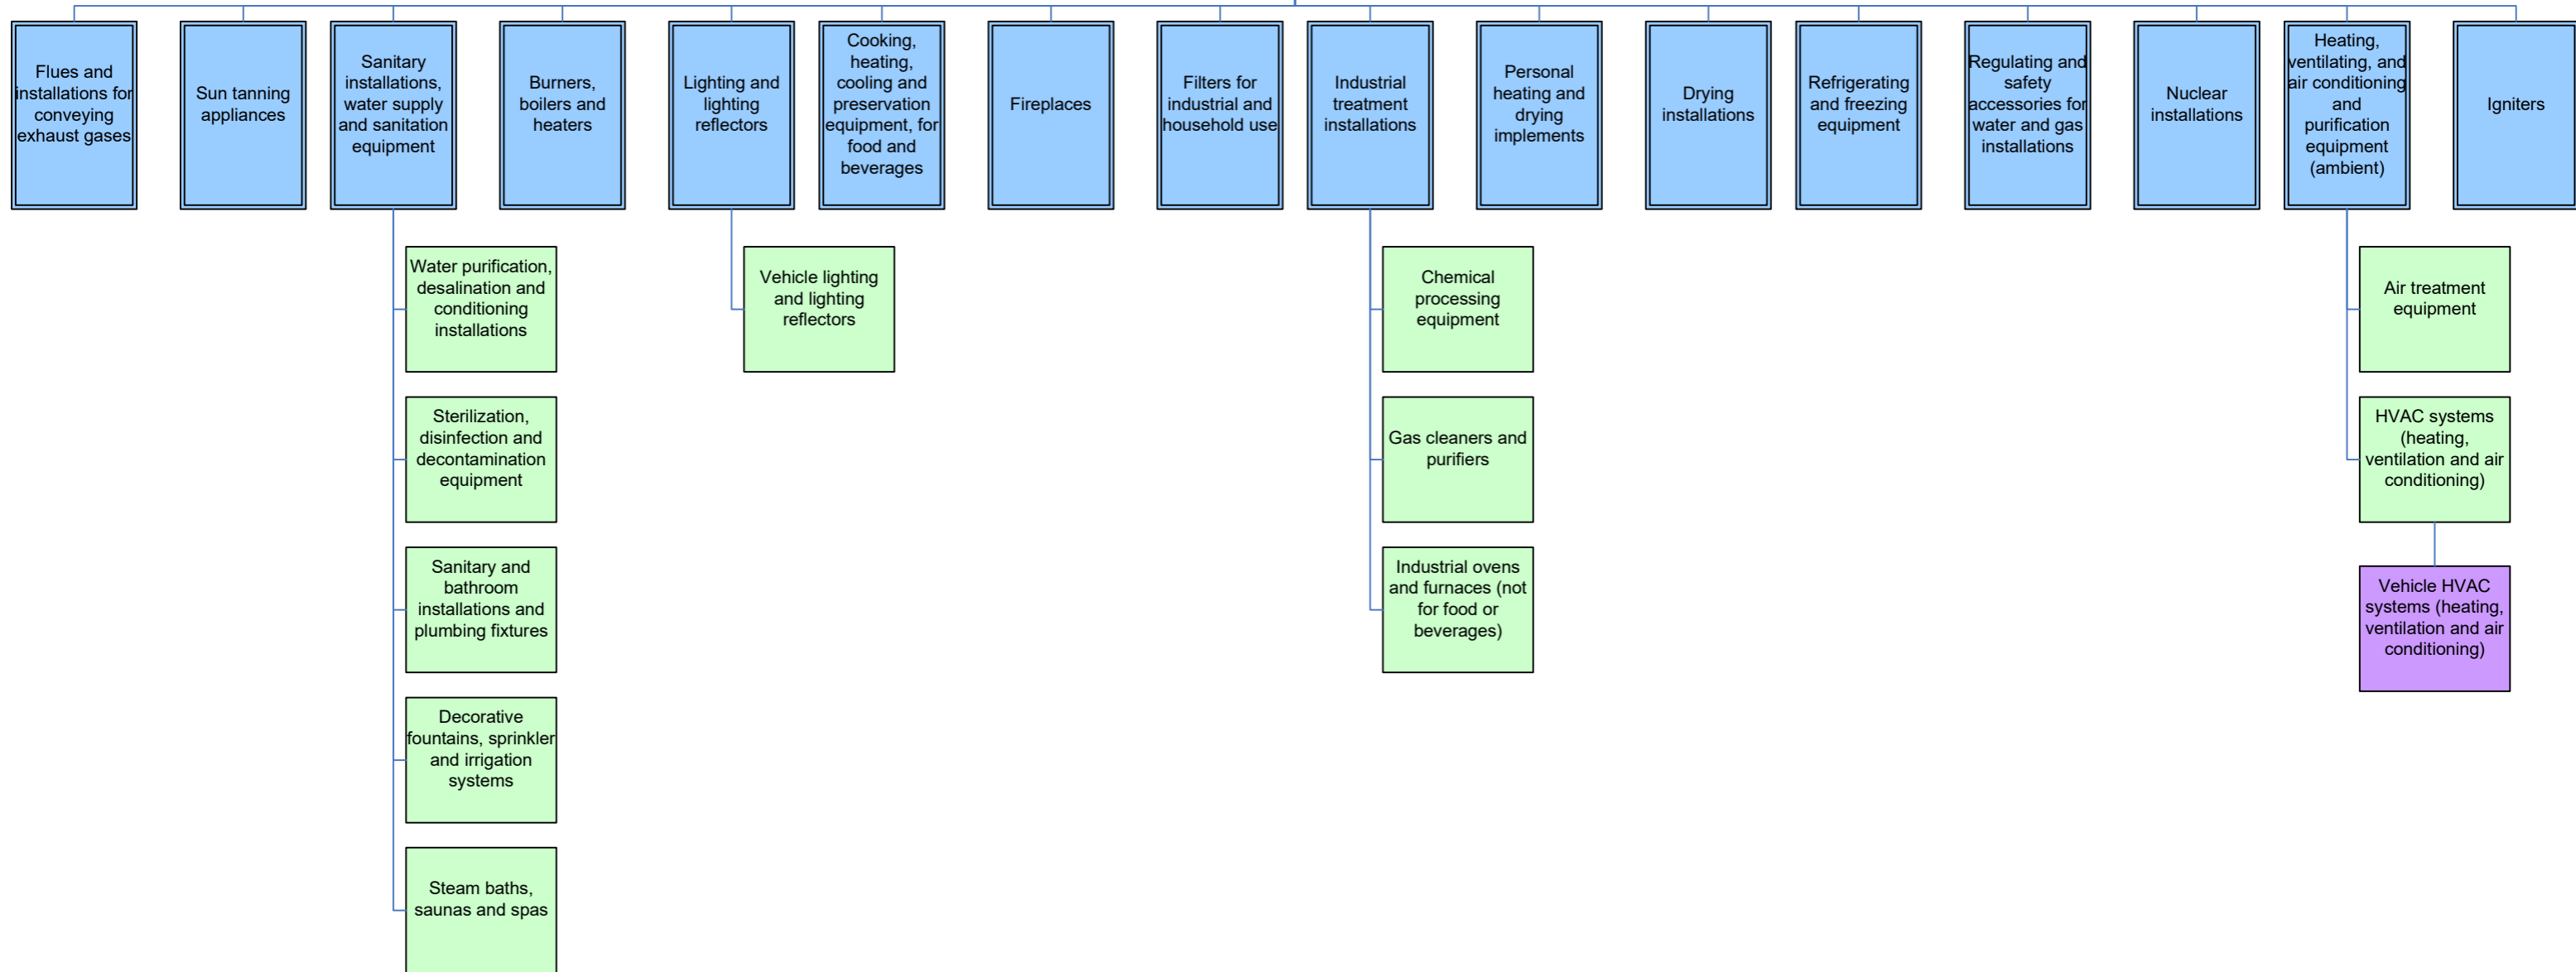 Flues and
installations for
conveying
exhaust gases
Sun tanning
appliances
Sanitary
installations,
water supply
and sanitation
equipment
Burners,
boilers and
heaters
Lighting and
lighting
reflectors
Cooking,
heating,
cooling and
preservation
equipment, for
food and
beverages
Fireplaces
Filters for
industrial and
household use
Industrial
treatment
installations
Personal
heating and
drying
implements
Drying
installations
Refrigerating
and freezing
equipment
Regulating and
safety
accessories for
water and gas
installations
Nuclear
installations
Heating,
ventilating, and
air conditioning
and
purification
equipment
(ambient)
Igniters
Water purification,
desalination and
conditioning
installations
Vehicle lighting
and lighting
reflectors
Chemical
processing
equipment
Air treatment
equipment
Sterilization,
disinfection and
decontamination
equipment
Gas cleaners and
purifiers
HVAC systems
(heating,
ventilation and air
conditioning)
Sanitary and
bathroom
installations and
plumbing fixtures
Industrial ovens
and furnaces (not
for food or
beverages)
Vehicle HVAC
systems (heating,
ventilation and air
conditioning)
Decorative
fountains, sprinkler
and irrigation
systems
Steam baths,
saunas and spas